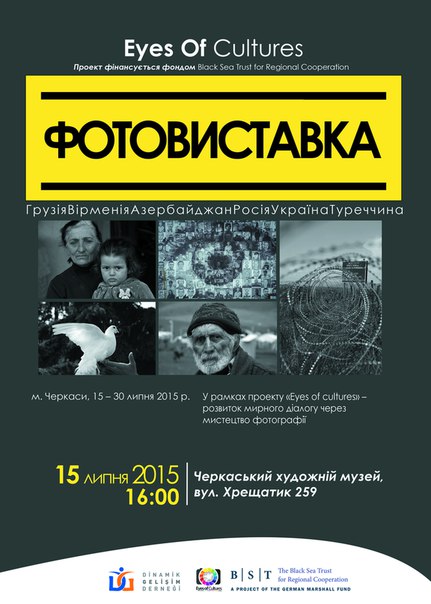 Eyes Of Cultures
Проект фінансується фондом Black Sea Trust for Regional Cooperation
ФОТОВИСТАВКА
ГрузіяВірменіяАзербайджанРосіяУкраїнаТуреччина
м. Черкаси, 15 – 30 липня 2015 р.
У рамках проекту «Eyes of cultures» –
розвиток мирного діалогу через
мистецтво фотографії
15 липня 2015
16:00
Черкаський художній музей,
вул. Хрещатик 259
DİNAMİK
GELİŞİM
DERNEĞİ
Eyes of Cultures
B S T
The Black Sea Trust
for Regional Cooperation
A PROJECT OF THE GERMAN MARSHALL FUND